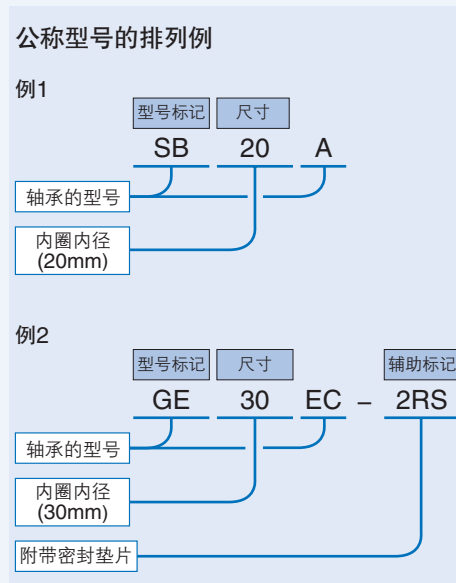 公称型号的排列例
例1
型号标记 尺寸
SB 20 A
轴承的型号
内圈内径
(20mm)
例2
型号标记 尺寸 辅助标记
GE 30 EC – 2RS
轴承的型号
内圈内径
(30mm)
附带密封垫片